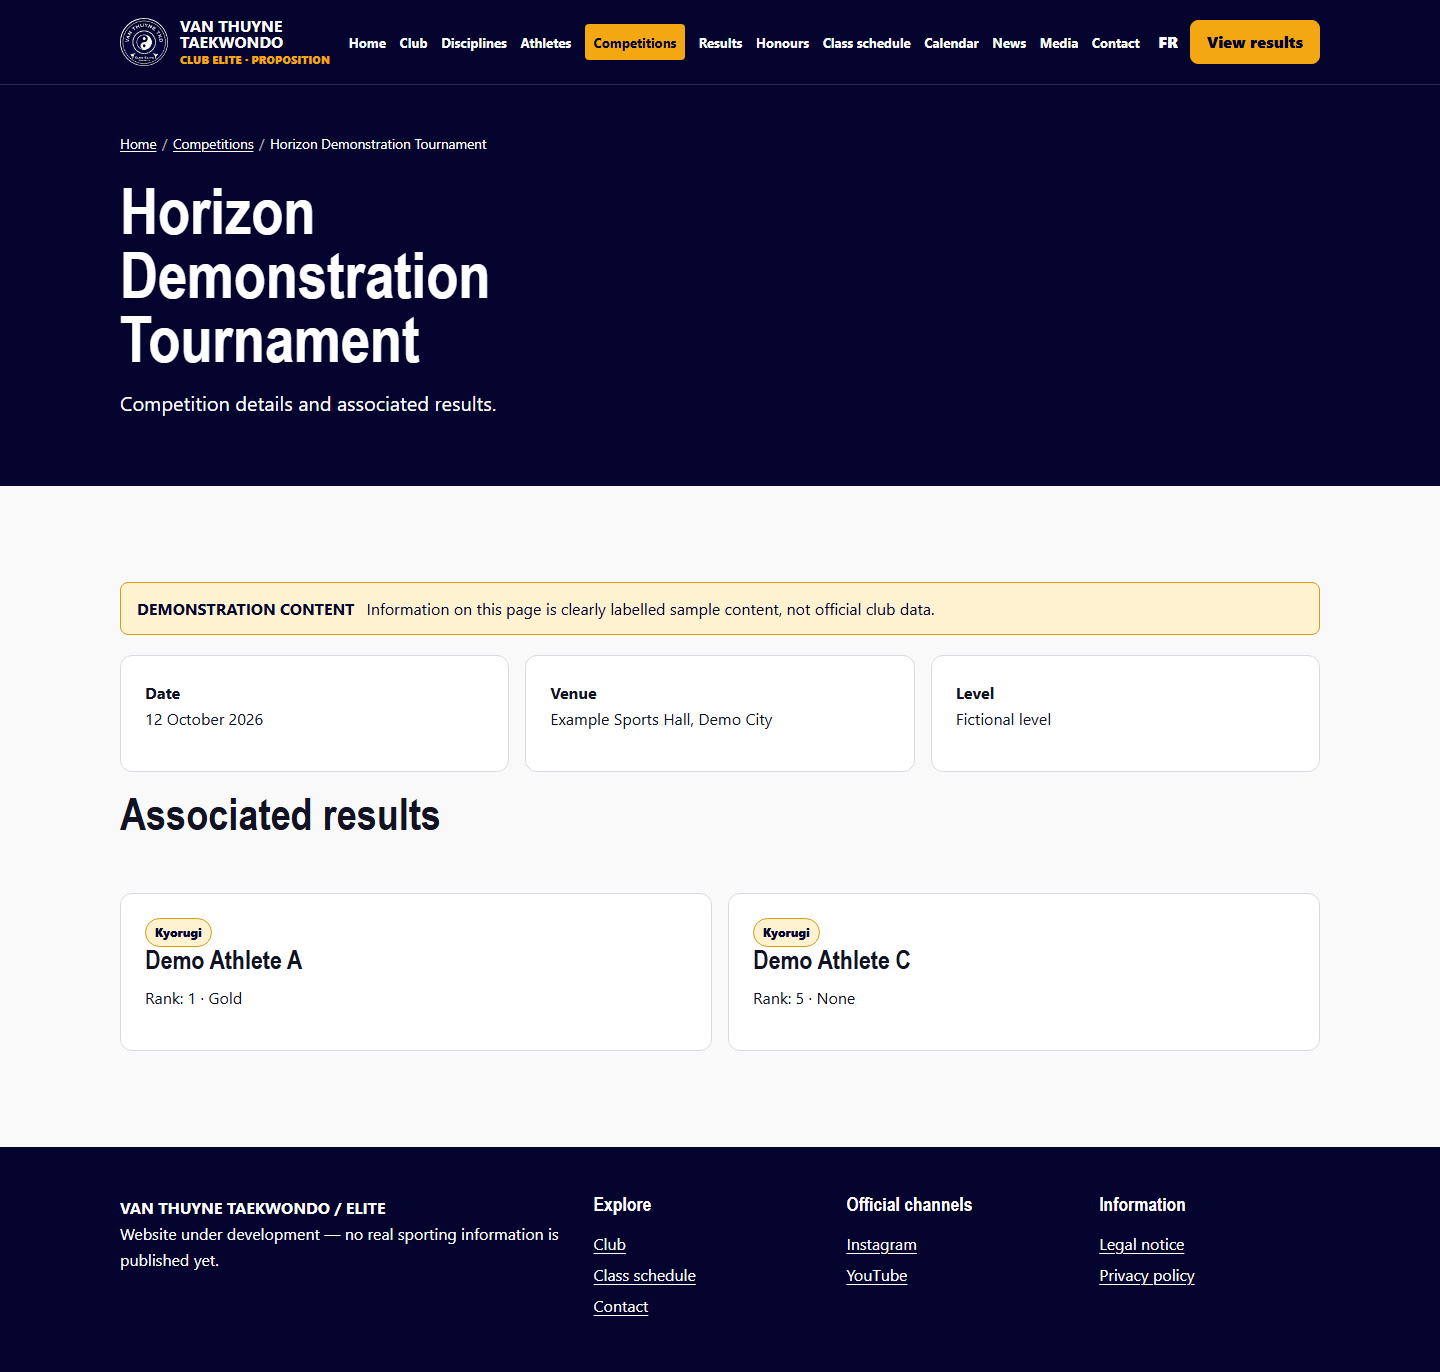 VAN THUYNE
TAEKWONDO
CLUB ELITE · PROPOSITION
Home Club Disciplines Athletes Competitions Results Honours Class schedule Calendar News Media Contact FR View results
Home / Competitions / Horizon Demonstration Tournament
Horizon
Demonstration
Tournament
Competition details and associated results.
DEMONSTRATION CONTENT Information on this page is clearly labelled sample content, not official club data.
Date
12 October 2026
Venue
Example Sports Hall, Demo City
Level
Fictional level
Associated results
Kyorugi
Demo Athlete A
Rank: 1 · Gold
Kyorugi
Demo Athlete C
Rank: 5 · None
VAN THUYNE TAEKWONDO / ELITE
Website under development — no real sporting information is
published yet.
Explore
Club
Class schedule
Contact
Official channels
Instagram
YouTube
Information
Legal notice
Privacy policy